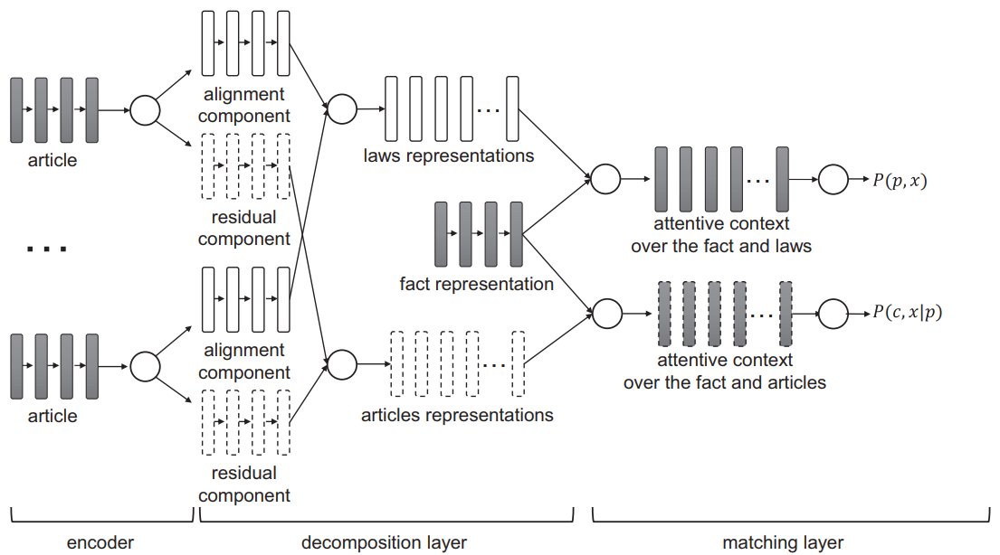 article
alignment
component
residual
component
...
article
alignment
component
residual
component
...
laws representations
fact representation
...
articles representations
...
attentive context
over the fact and laws
P(p, x)
...
attentive context
over the fact and articles
P(c, x|p)
encoder
decomposition layer
matching layer